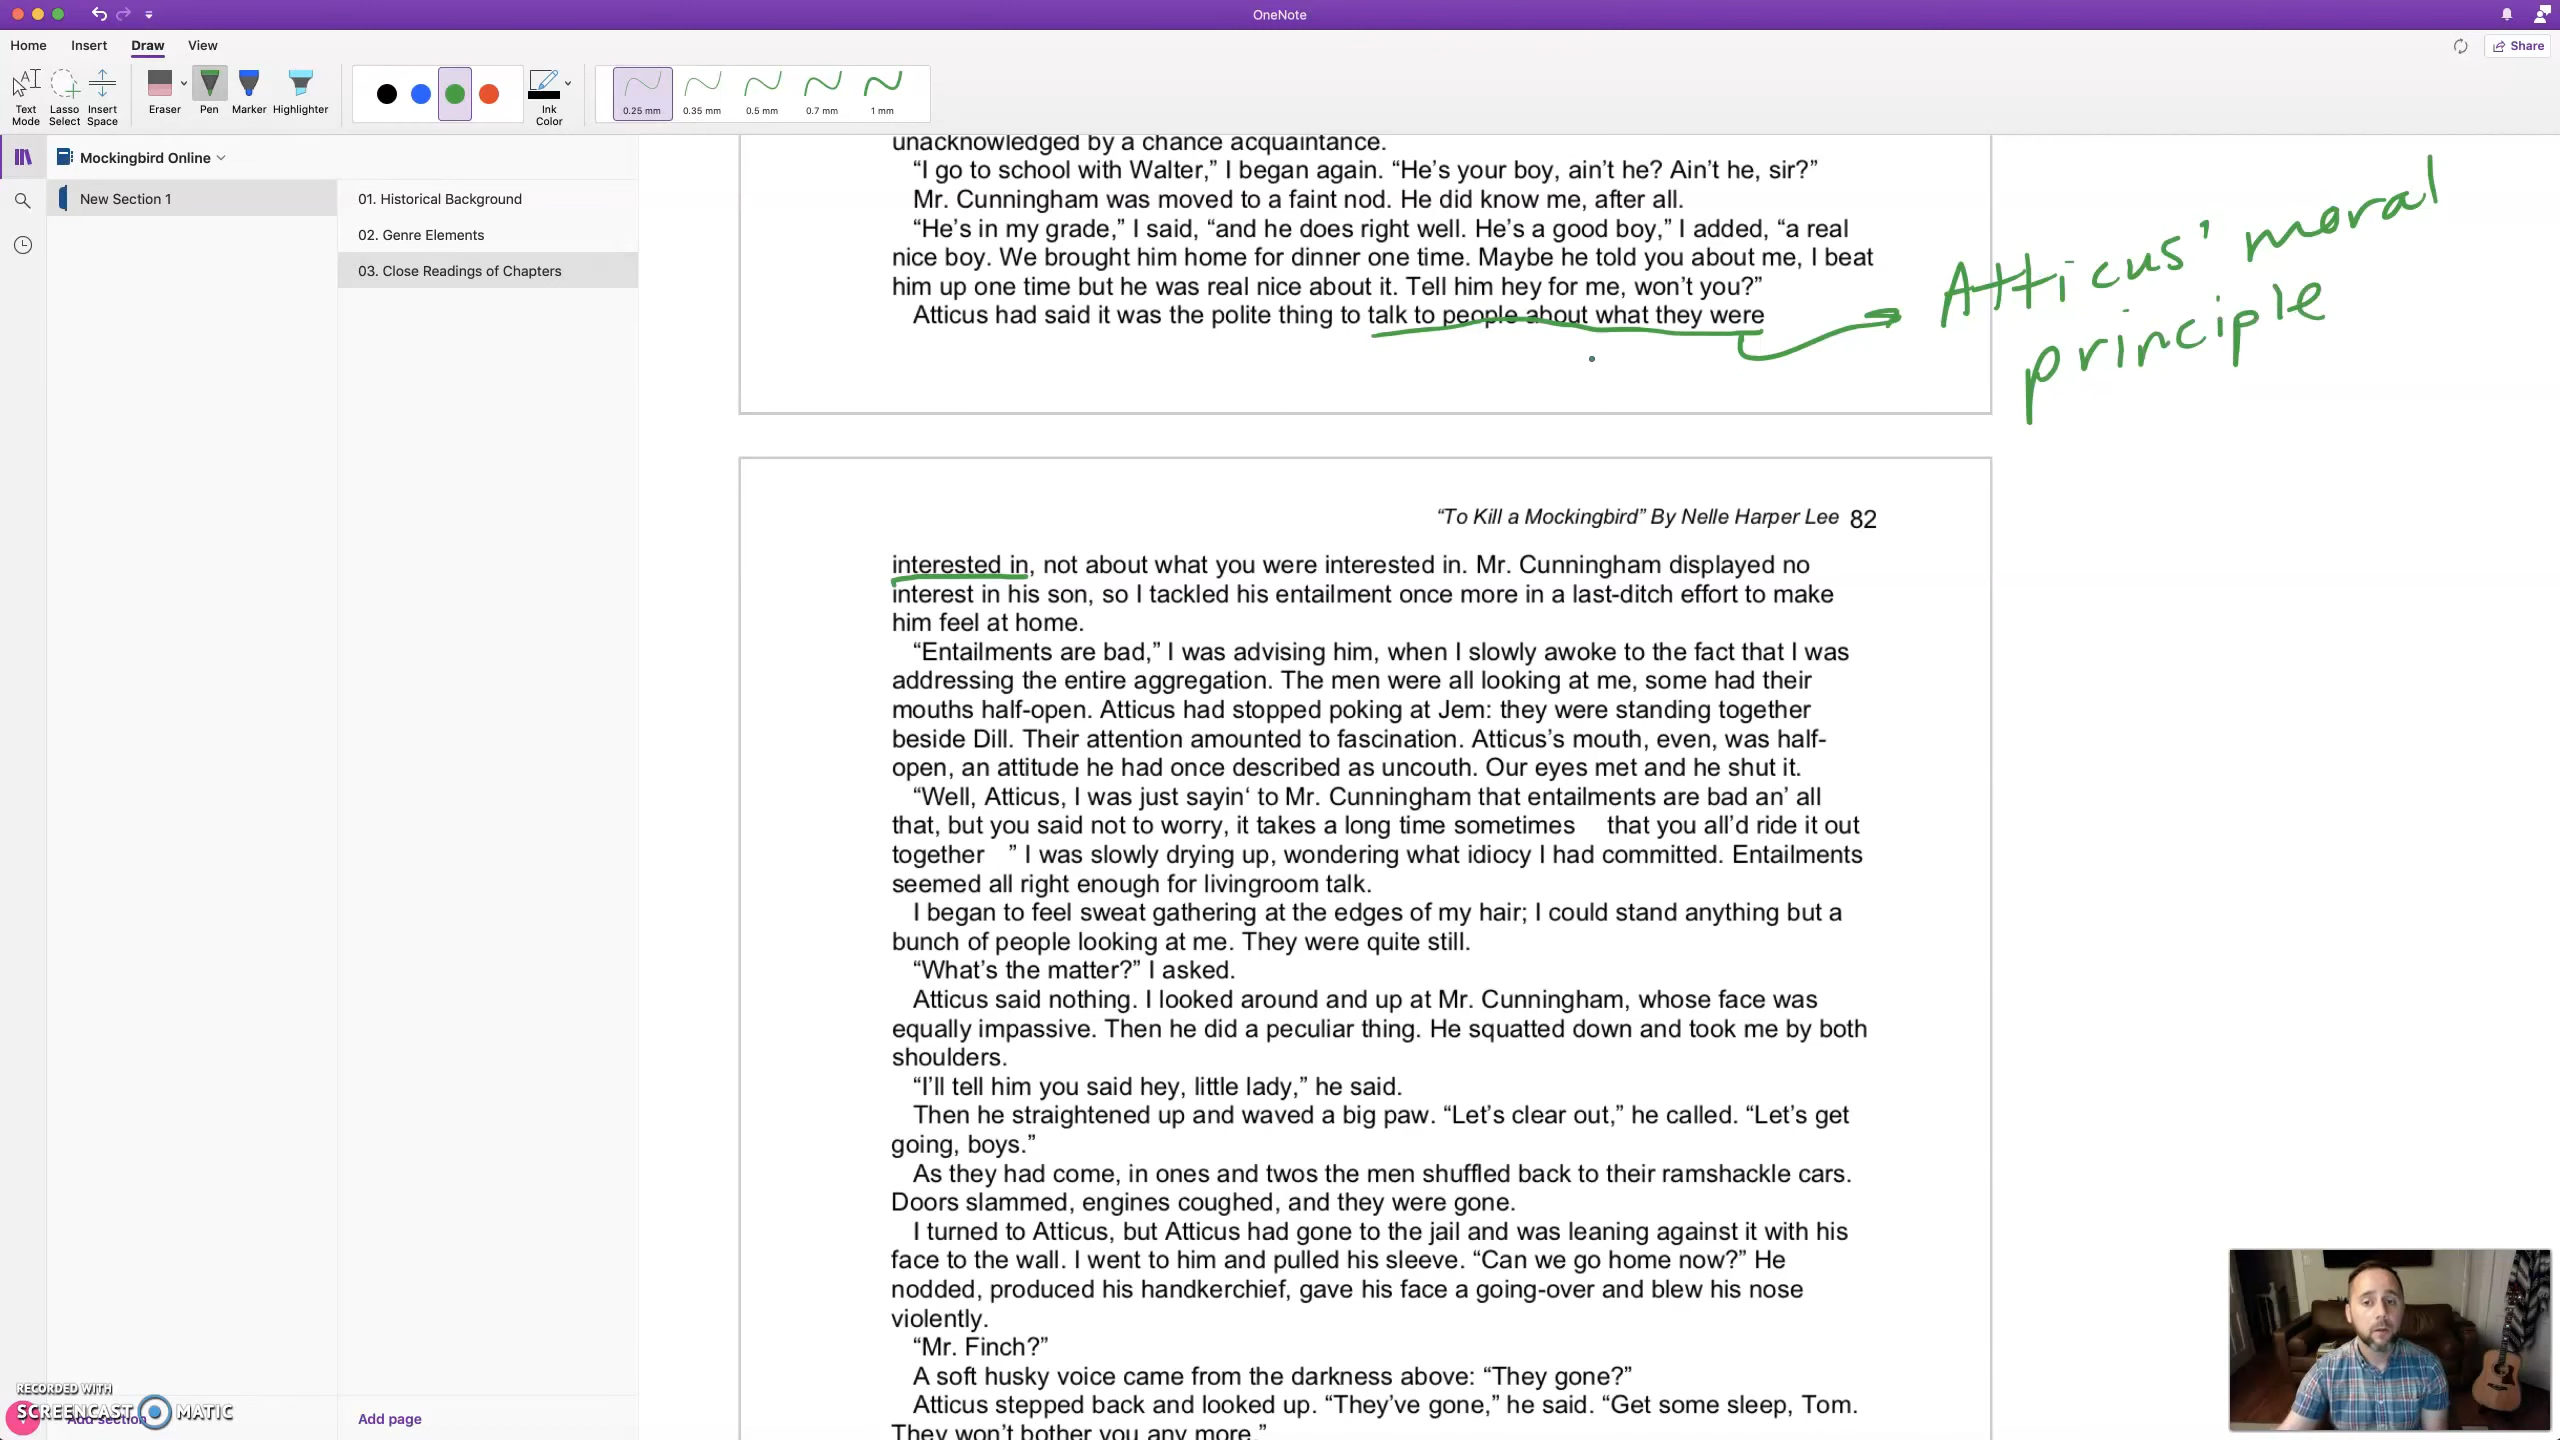 OneNote
Home Insert Draw View
Share
Text Mode
Lasso Select
Insert Space
Eraser
Pen
Marker
Highlighter
Ink Color
0.25 mm
0.35 mm
0.5 mm
0.7 mm
1 mm
Mockingbird Online
New Section 1
01. Historical Background
02. Genre Elements
03. Close Readings of Chapters
unacknowledged by a chance acquaintance.
“I go to school with Walter,” I began again. “He’s your boy, ain’t he? Ain’t he, sir?”
Mr. Cunningham was moved to a faint nod. He did know me, after all.
“He’s in my grade,” I said, “and he does right well. He’s a good boy,” I added, “a real
nice boy. We brought him home for dinner one time. Maybe he told you about me, I beat
him up one time but he was real nice about it. Tell him hey for me, won’t you?”
Atticus had said it was the polite thing to talk to people about what they were
Atticus’ moral
principle
“To Kill a Mockingbird” By Nelle Harper Lee 82
interested in, not about what you were interested in. Mr. Cunningham displayed no
interest in his son, so I tackled his entailment once more in a last-ditch effort to make
him feel at home.
“Entailments are bad,” I was advising him, when I slowly awoke to the fact that I was
addressing the entire aggregation. The men were all looking at me, some had their
mouths half-open. Atticus had stopped poking at Jem: they were standing together
beside Dill. Their attention amounted to fascination. Atticus’s mouth, even, was half-
open, an attitude he had once described as uncouth. Our eyes met and he shut it.
“Well, Atticus, I was just sayin‘ to Mr. Cunningham that entailments are bad an’ all
that, but you said not to worry, it takes a long time sometimes that you all’d ride it out
together ” I was slowly drying up, wondering what idiocy I had committed. Entailments
seemed all right enough for livingroom talk.
I began to feel sweat gathering at the edges of my hair; I could stand anything but a
bunch of people looking at me. They were quite still.
“What’s the matter?” I asked.
Atticus said nothing. I looked around and up at Mr. Cunningham, whose face was
equally impassive. Then he did a peculiar thing. He squatted down and took me by both
shoulders.
“I’ll tell him you said hey, little lady,” he said.
Then he straightened up and waved a big paw. “Let’s clear out,” he called. “Let’s get
going, boys.”
As they had come, in ones and twos the men shuffled back to their ramshackle cars.
Doors slammed, engines coughed, and they were gone.
I turned to Atticus, but Atticus had gone to the jail and was leaning against it with his
face to the wall. I went to him and pulled his sleeve. “Can we go home now?” He
nodded, produced his handkerchief, gave his face a going-over and blew his nose
violently.
“Mr. Finch?”
A soft husky voice came from the darkness above: “They gone?”
Atticus stepped back and looked up. “They’ve gone,” he said. “Get some sleep, Tom.
They won’t bother you any more.”
RECORDED WITH
SCREENCAST MATIC
Add section
Add page